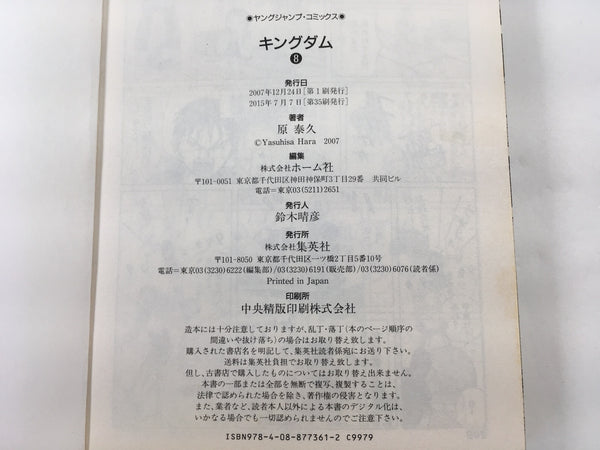 ●ヤングジャンプ・コミックス●
キングダム
❽
発行日
2007年12月24日[第1刷発行]
2015年7月7日[第35刷発行]
著者
原 泰久
©Yasuhisa Hara 2007
編集
株式会社ホーム社
〒101-0051 東京都千代田区神田神保町3丁目29番 共同ビル
電話=東京03(5211)2651
発行人
鈴木晴彦
発行所
株式会社集英社
〒101-8050 東京都千代田区一ツ橋2丁目5番10号
電話=東京03(3230)6222(編集部)/03(3230)6191(販売部)/03(3230)6076(読者係)
Printed in Japan
印刷所
中央精版印刷株式会社
造本には十分注意しておりますが、乱丁・落丁(本のページ順序の
間違いや抜け落ち)の場合はお取り替え致します。
購入された書店名を明記して、集英社読者係宛にお送り下さい。
送料は集英社負担でお取り替え致します。
但し、古書店で購入したものについてはお取り替え出来ません。
本書の一部または全部を無断で複写、複製することは、
法律で認められた場合を除き、著作権の侵害となります。
また、業者など、読者本人以外による本書のデジタル化は、
いかなる場合でも一切認められませんのでご注意下さい。
ISBN978-4-08-877361-2 C9979